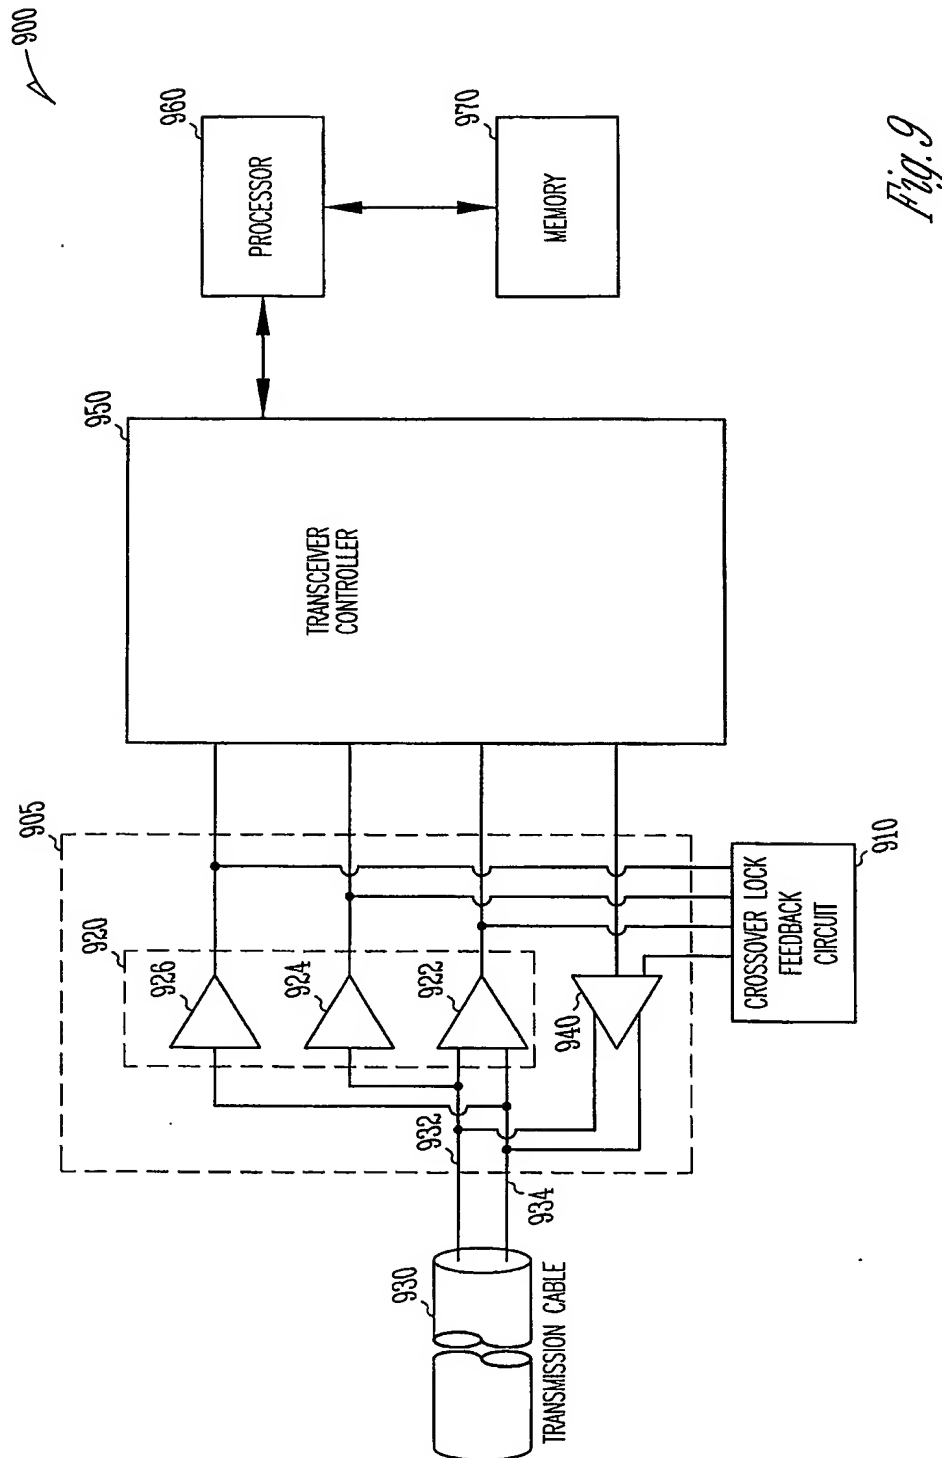 900
905
920
926
924
922
932
934
930
TRANSMISSION CABLE
940
CROSSOVER LOCK
FEEDBACK
CIRCUIT
910
950
TRANSCEIVER
CONTROLLER
960
PROCESSOR
970
MEMORY
Fig. 9